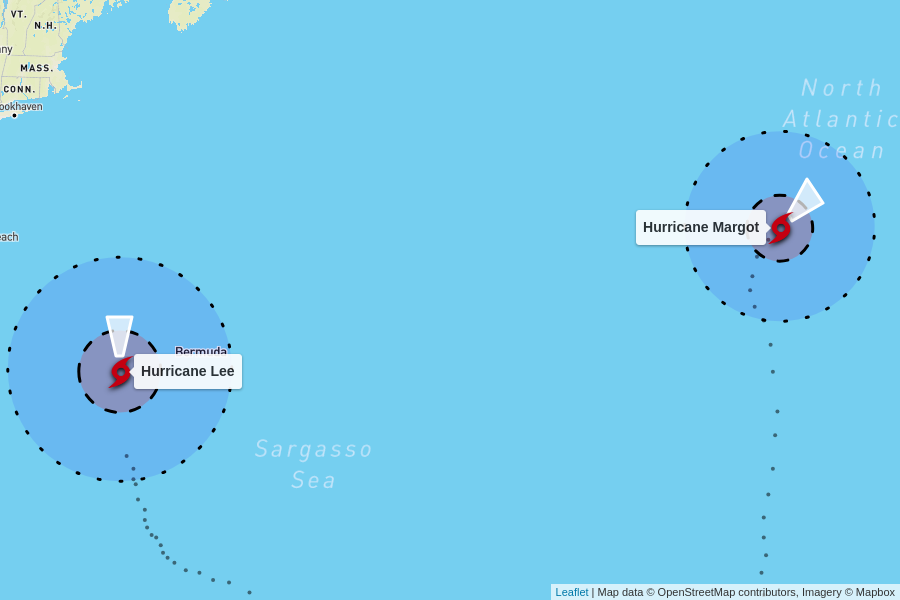 VT.
N.H.
ny
MASS.
CONN.
ookhaven
North
Atlantic
Ocean
Hurricane Margot
each
Bermuda
Hurricane Lee
Sargasso
Sea
Leaflet | Map data © OpenStreetMap contributors, Imagery © Mapbox